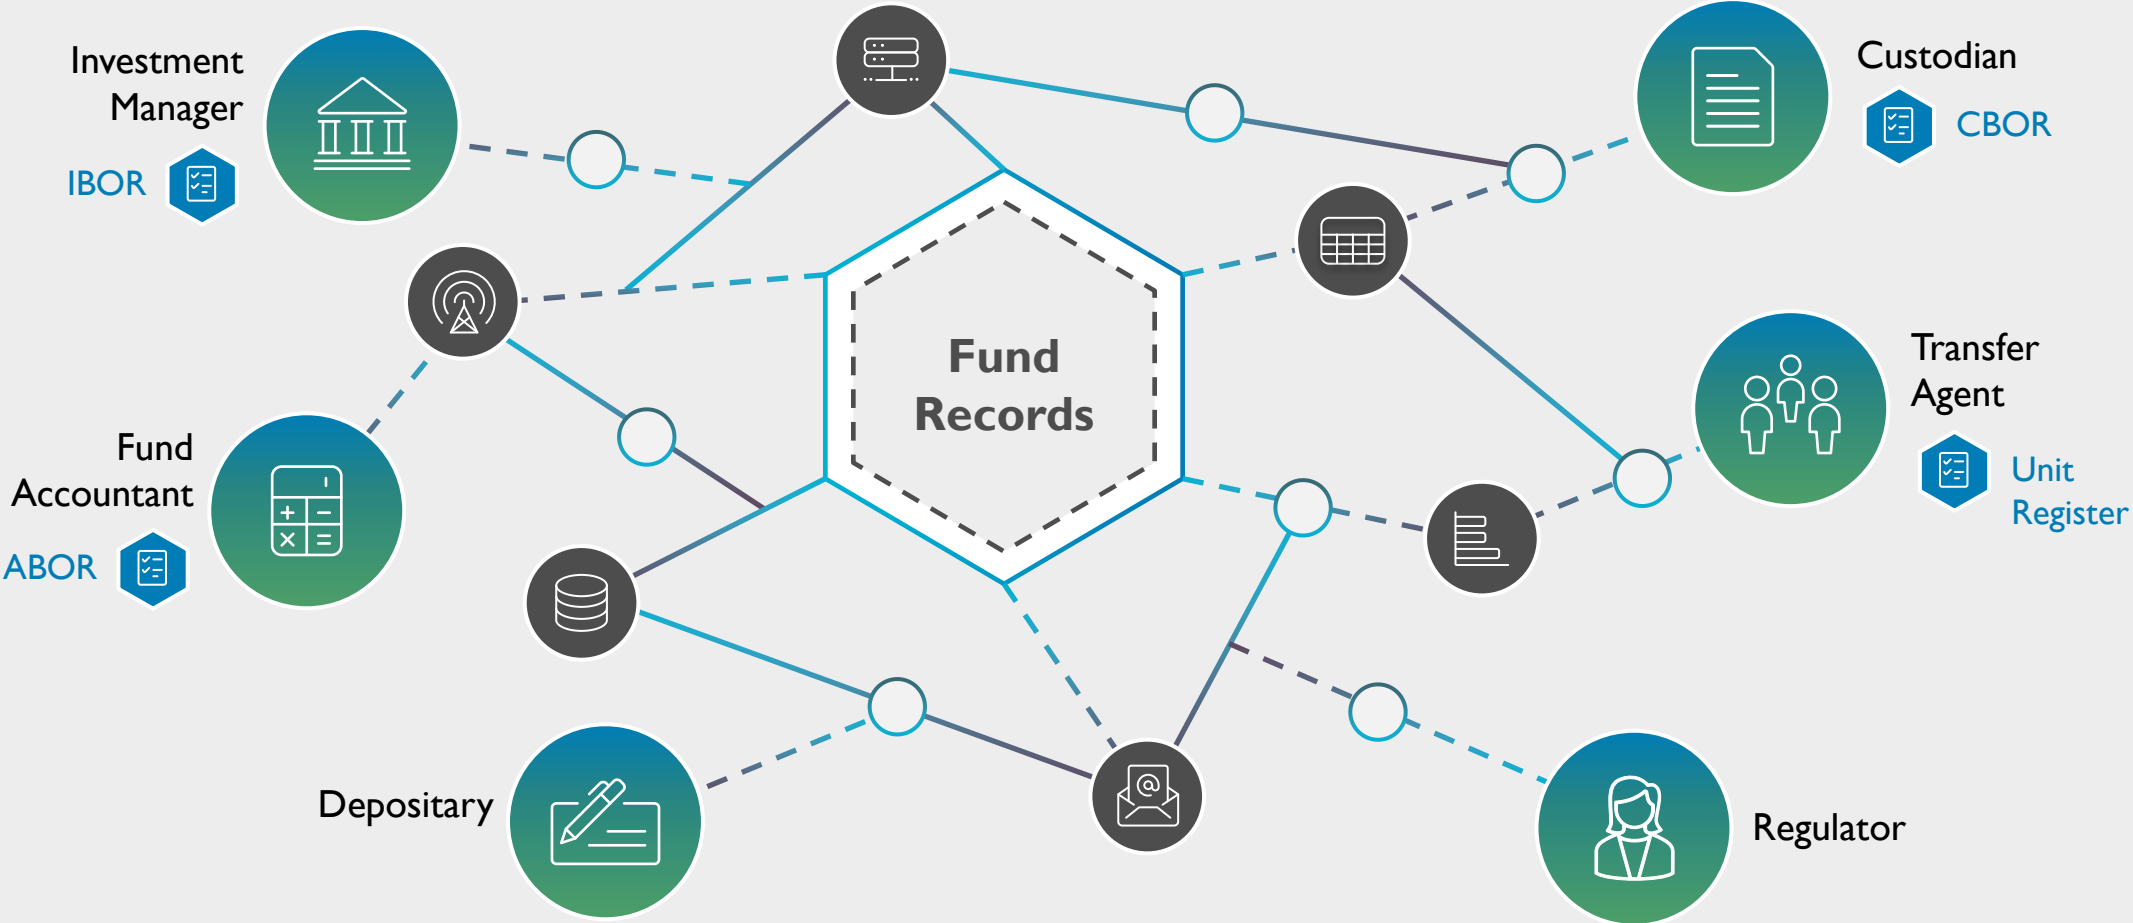 Investment
Manager
IBOR
Custodian
CBOR
Fund
Records
Transfer
Agent
Unit
Register
Fund
Accountant
ABOR
Depositary
Regulator